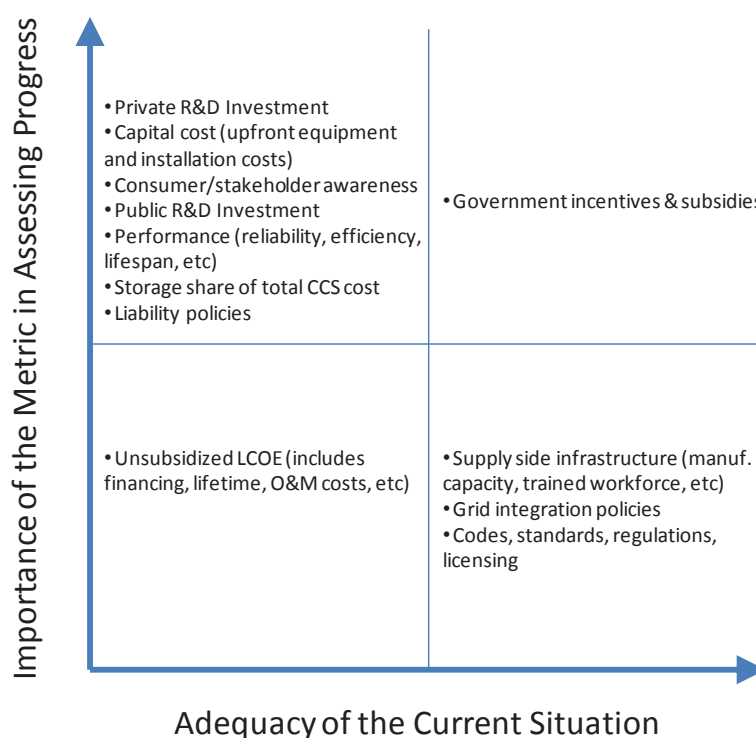 Importance of the Metric in Assessing Progress
•Private R&D Investment
•Capital cost (upfront equipment
and installation costs)
•Consumer/stakeholder awareness
•Public R&D Investment
•Performance (reliability, efficiency,
lifespan, etc)
•Storage share of total CCS cost
•Liability policies
•Government incentives & subsidies
•Unsubsidized LCOE (includes
financing, lifetime, O&M costs, etc)
•Supply side infrastructure (manuf.
capacity, trained workforce, etc)
•Grid integration policies
•Codes, standards, regulations,
licensing
Adequacy of the Current Situation